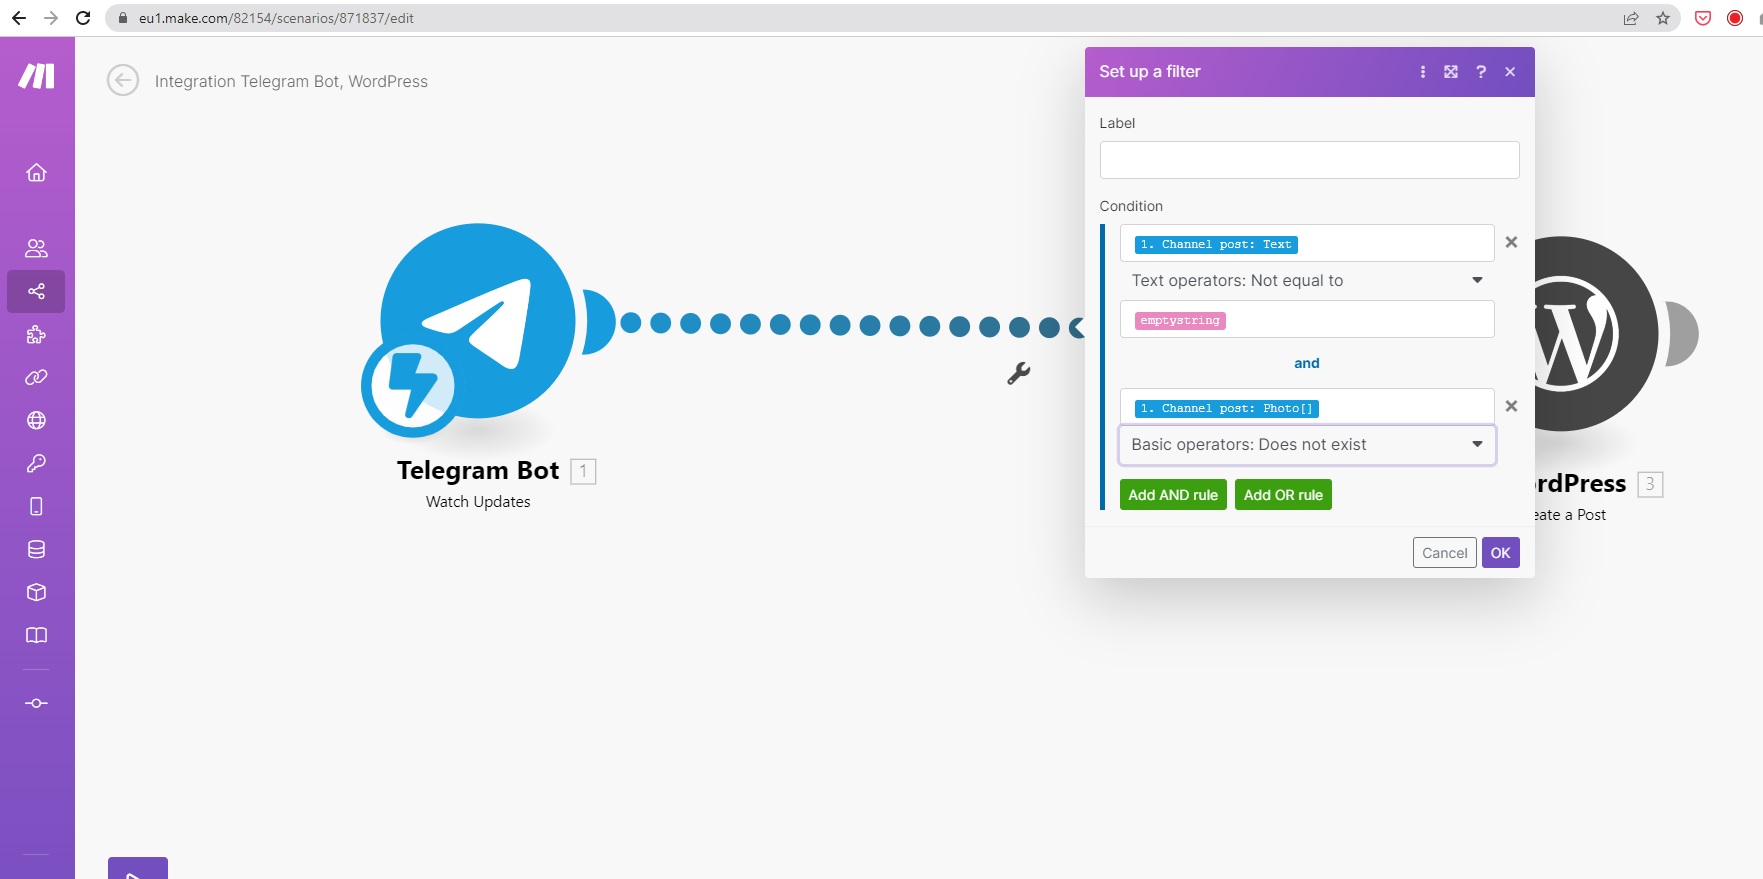 eu1.make.com/82154/scenarios/871837/edit
Integration Telegram Bot, WordPress
Set up a filter
?
Label
Condition
1. Channel post: Text
Text operators: Not equal to
emptystring
and
1. Channel post: Photo[]
Basic operators: Does not exist
Add AND rule
Add OR rule
Cancel
OK
Telegram Bot 1
Watch Updates
rdPress 3
eate a Post